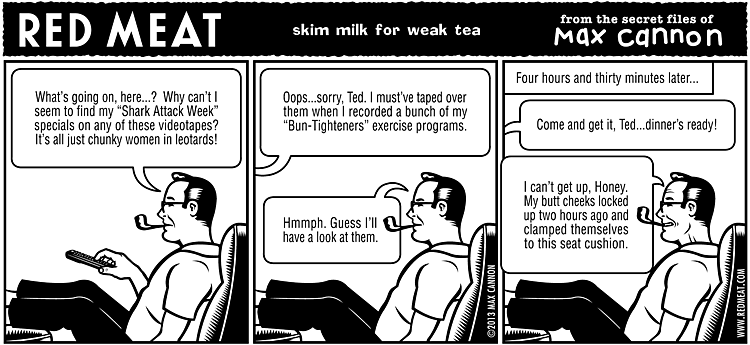 RED MEAT
skim milk for weak tea
from the secret files of
Max Cannon
What's going on, here...? Why can't I
seem to find my "Shark Attack Week"
specials on any of these videotapes?
It's all just chunky women in leotards!
Oops...sorry, Ted. I must've taped over
them when I recorded a bunch of my
"Bun-Tighteners" exercise programs.
Hmmph. Guess I'll
have a look at them.
©2013 MAX CANNON
Four hours and thirty minutes later...
Come and get it, Ted...dinner's ready!
I can't get up, Honey.
My butt cheeks locked
up two hours ago and
clamped themselves
to this seat cushion.
WWW.REDMEAT.COM